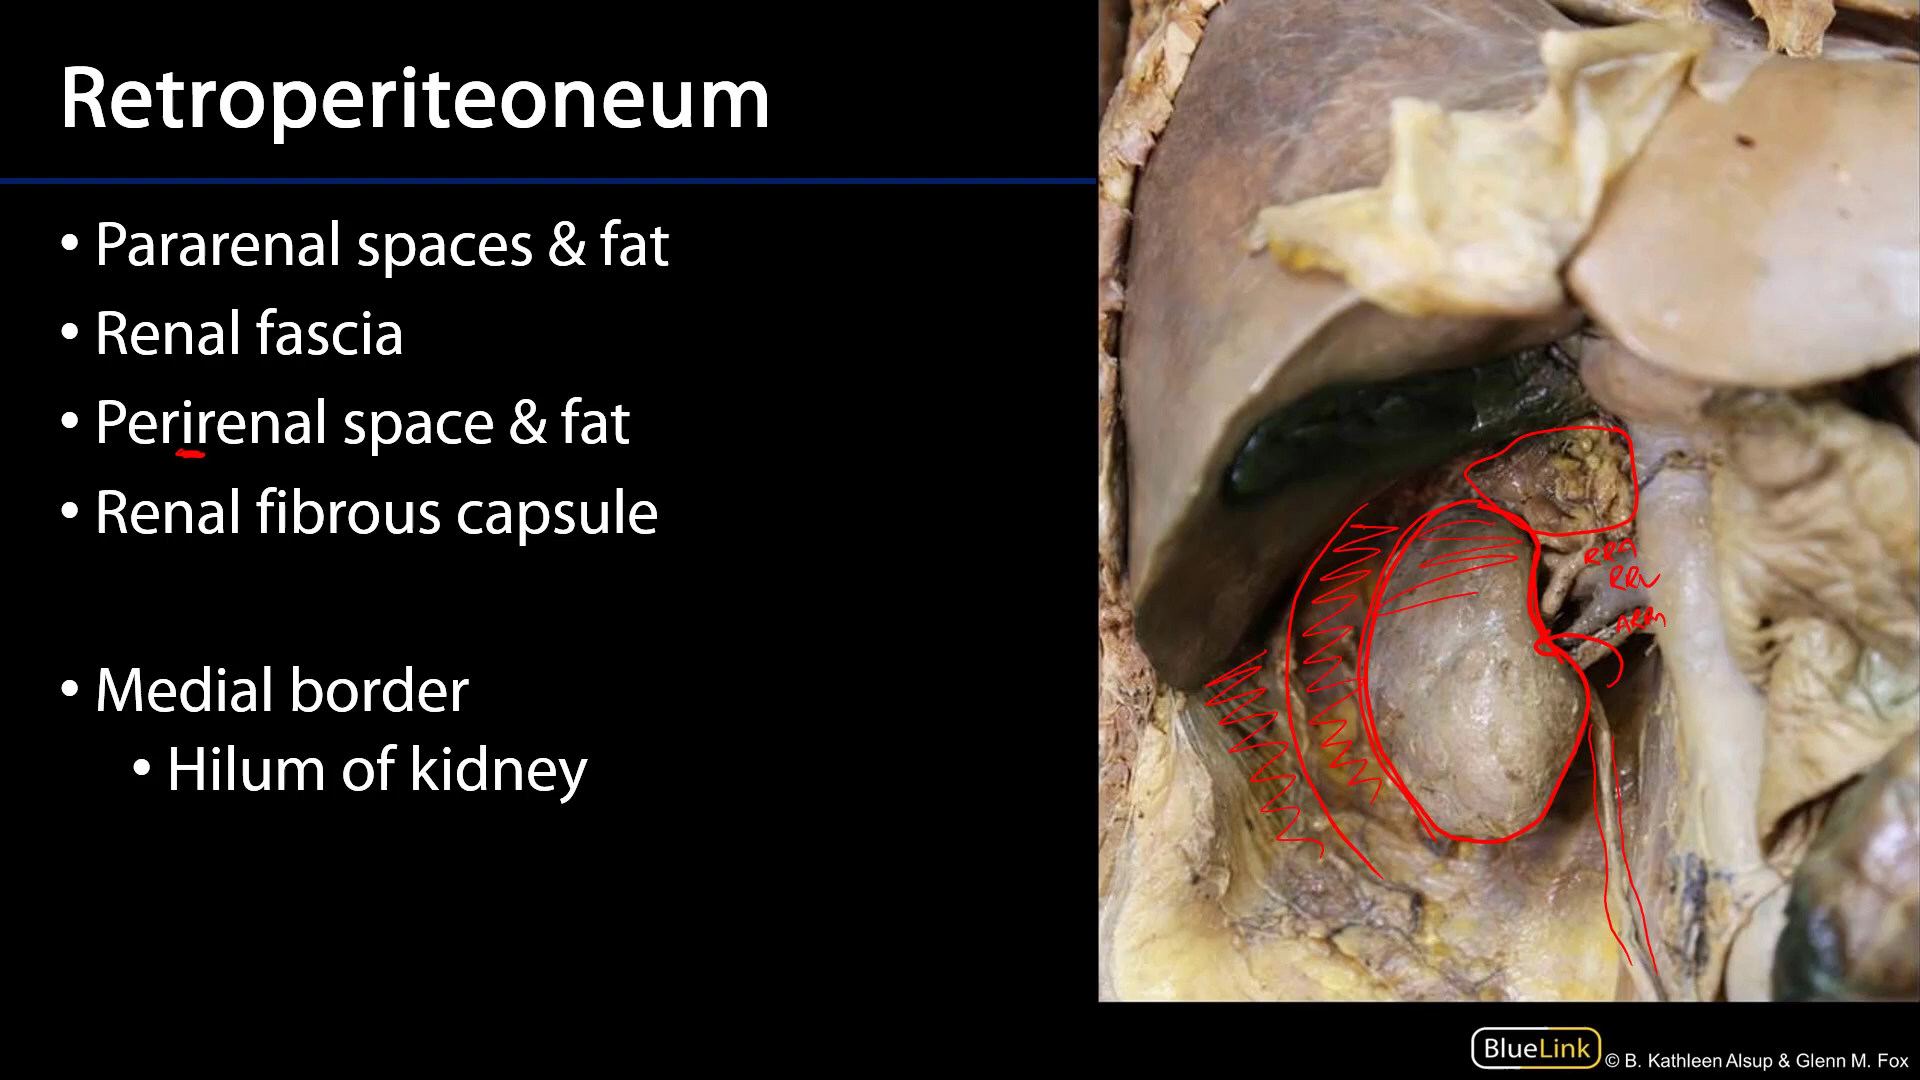 Retroperiteoneum
• Pararenal spaces & fat
• Renal fascia
• Perirenal space & fat
• Renal fibrous capsule
• Medial border
• Hilum of kidney
RRA
RRV
ARRA
BlueLink
© B. Kathleen Alsup & Glenn M. Fox